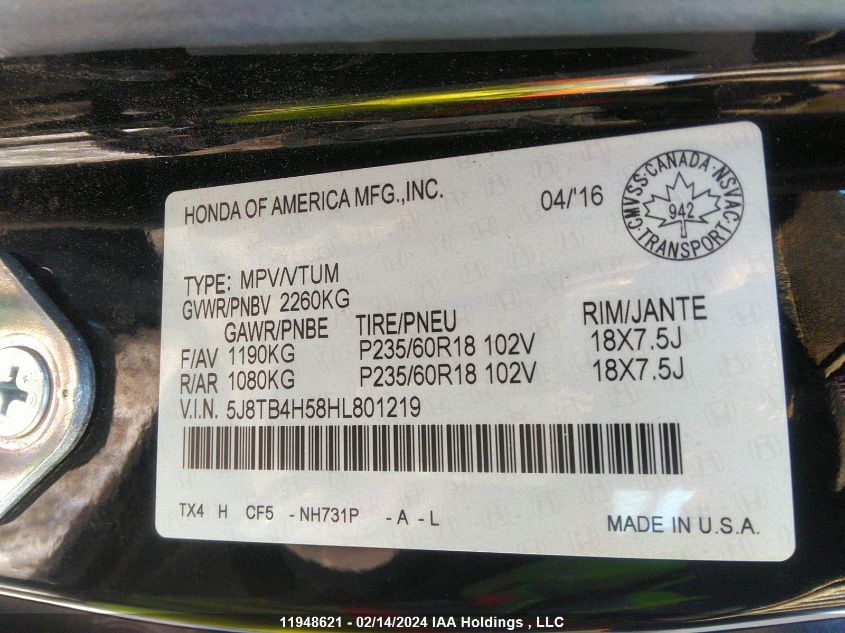 HONDA OF AMERICA MFG.,INC.
04/'16
CMVSS·CANADA·NSVAC
942
TRANSPORT
TYPE: MPV/VTUM
GVWR/PNBV 2260KG
GAWR/PNBE TIRE/PNEU RIM/JANTE
F/AV 1190KG P235/60R18 102V 18X7.5J
R/AR 1080KG P235/60R18 102V 18X7.5J
V.I.N. 5J8TB4H58HL801219
TX4 H CF5 - NH731P - A - L MADE IN U.S.A.
11948621 - 02/14/2024 IAA Holdings , LLC